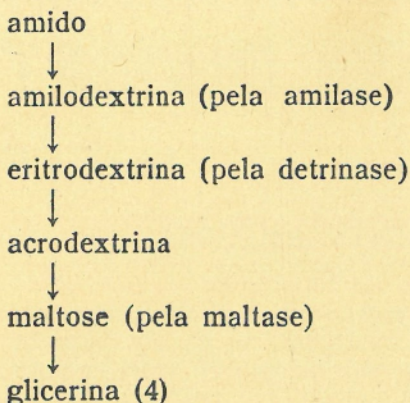 amido
↓
amilodextrina (pela amilase)
↓
eritrodextrina (pela detrinase)
↓
acrodextrina
↓
maltose (pela maltase)
↓
glicerina (4)